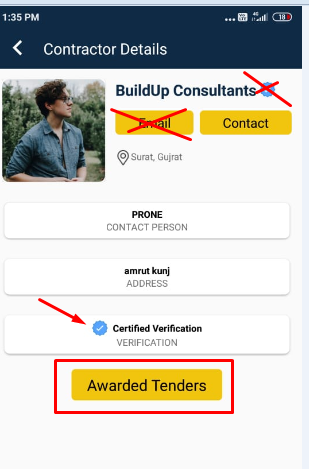 1:35 PM
18
Contractor Details
BuildUp Consultants
Email
Contact
Surat, Gujrat
PRONE
CONTACT PERSON
amrut kunj
ADDRESS
Certified Verification
VERIFICATION
Awarded Tenders